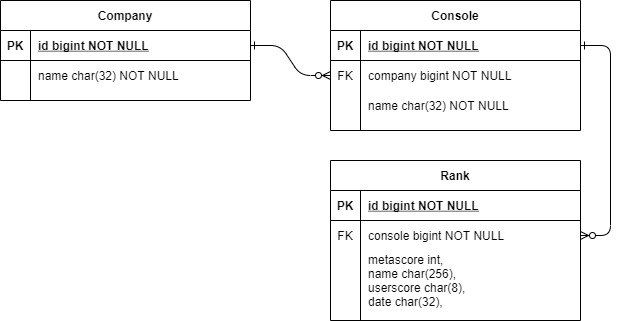 Company
PK id bigint NOT NULL
name char(32) NOT NULL
Console
PK id bigint NOT NULL
FK company bigint NOT NULL
name char(32) NOT NULL
Rank
PK id bigint NOT NULL
FK console bigint NOT NULL
metascore int,
name char(256),
userscore char(8),
date char(32),